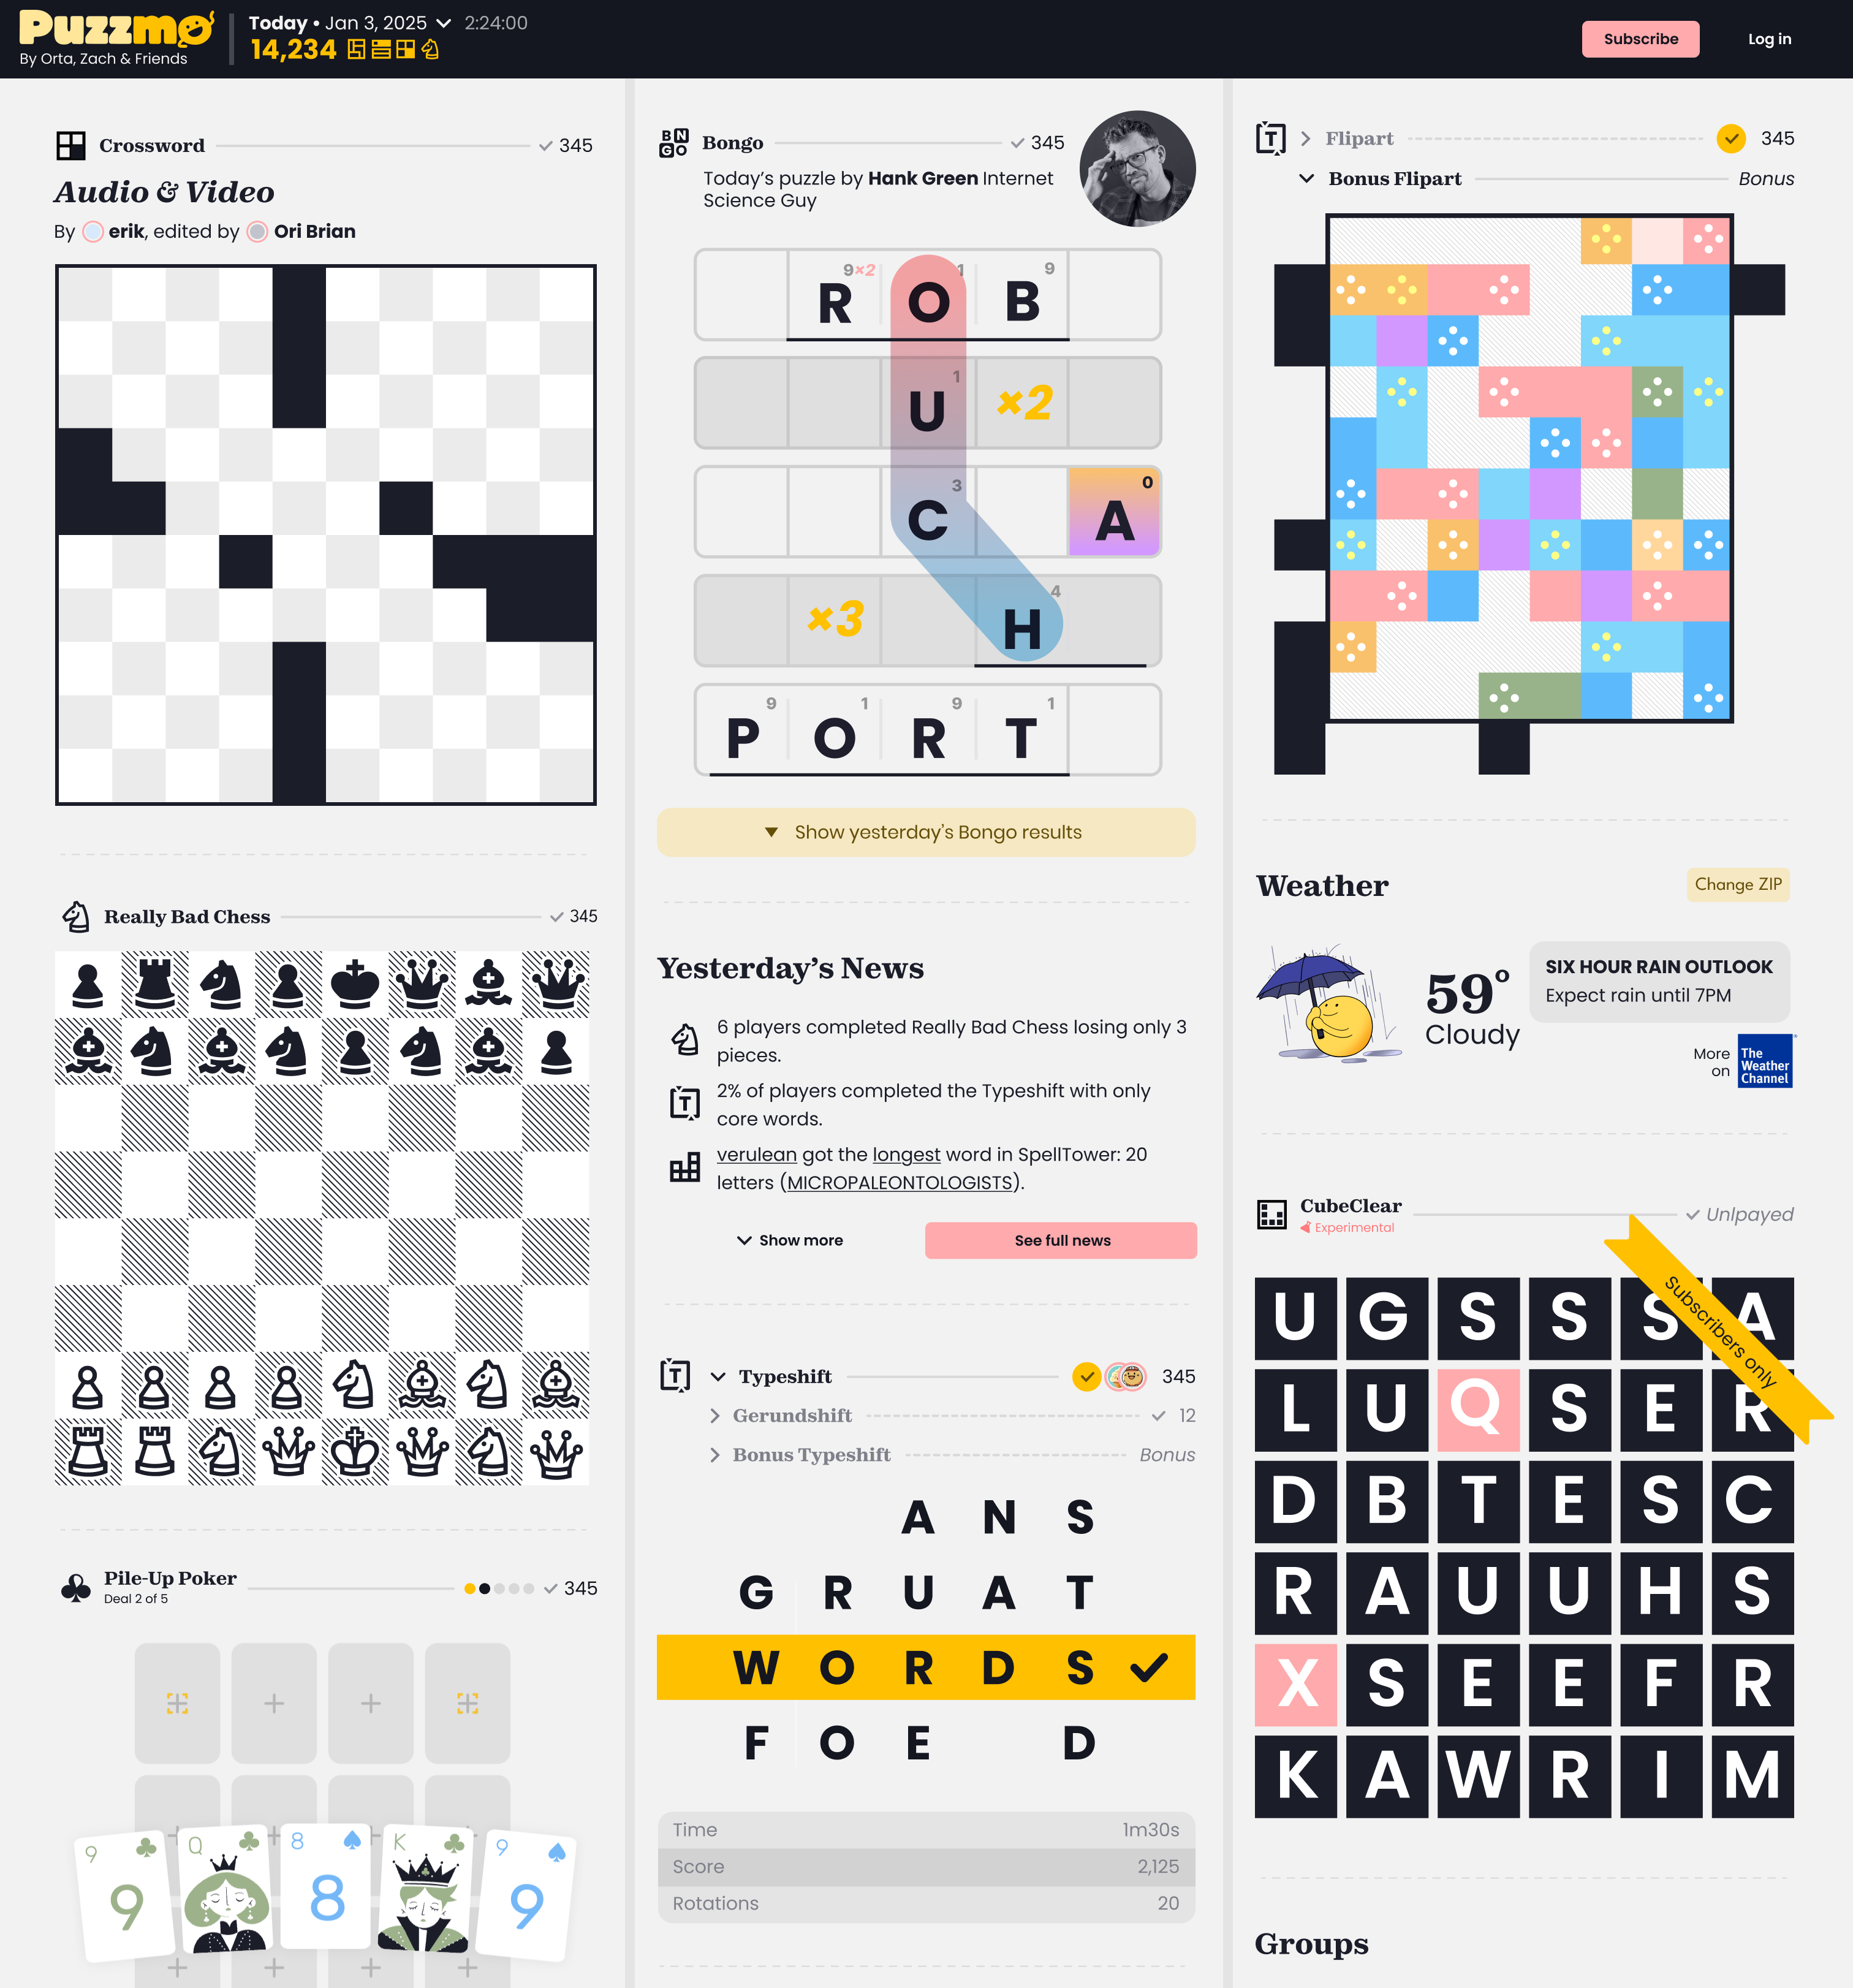 Puzzmo
By Orta, Zach & Friends
Today • Jan 3, 2025 2:24:00
14,234
Subscribe
Log in
Crossword 345
Audio & Video
By erik, edited by Ori Brian
Really Bad Chess 345
Pile-Up Poker 345
Deal 2 of 5
9 Q 8 K 9
9 8 9
BN
GO
Bongo 345
Today’s puzzle by Hank Green Internet
Science Guy
9×2 1 9
R O B
1
U ×2
3 0
C A
4
×3 H
9 1 9 1
P O R T
Show yesterday’s Bongo results
Yesterday’s News
6 players completed Really Bad Chess losing only 3
pieces.
T 2% of players completed the Typeshift with only
core words.
verulean got the longest word in SpellTower: 20
letters (MICROPALEONTOLOGISTS).
Show more
See full news
T Typeshift 345
Gerundshift 12
Bonus Typeshift Bonus
A N S
G R U A T
W O R D S
F O E D
Time 1m30s
Score 2,125
Rotations 20
T Flipart 345
Bonus Flipart Bonus
Weather
Change ZIP
59°
Cloudy
SIX HOUR RAIN OUTLOOK
Expect rain until 7PM
More
on
The
Weather
Channel
CubeClear Unlpayed
Experimental
Subscribers only
U G S S S A
L U Q S E R
D B T E S C
R A U U H S
X S E E F R
K A W R I M
Groups